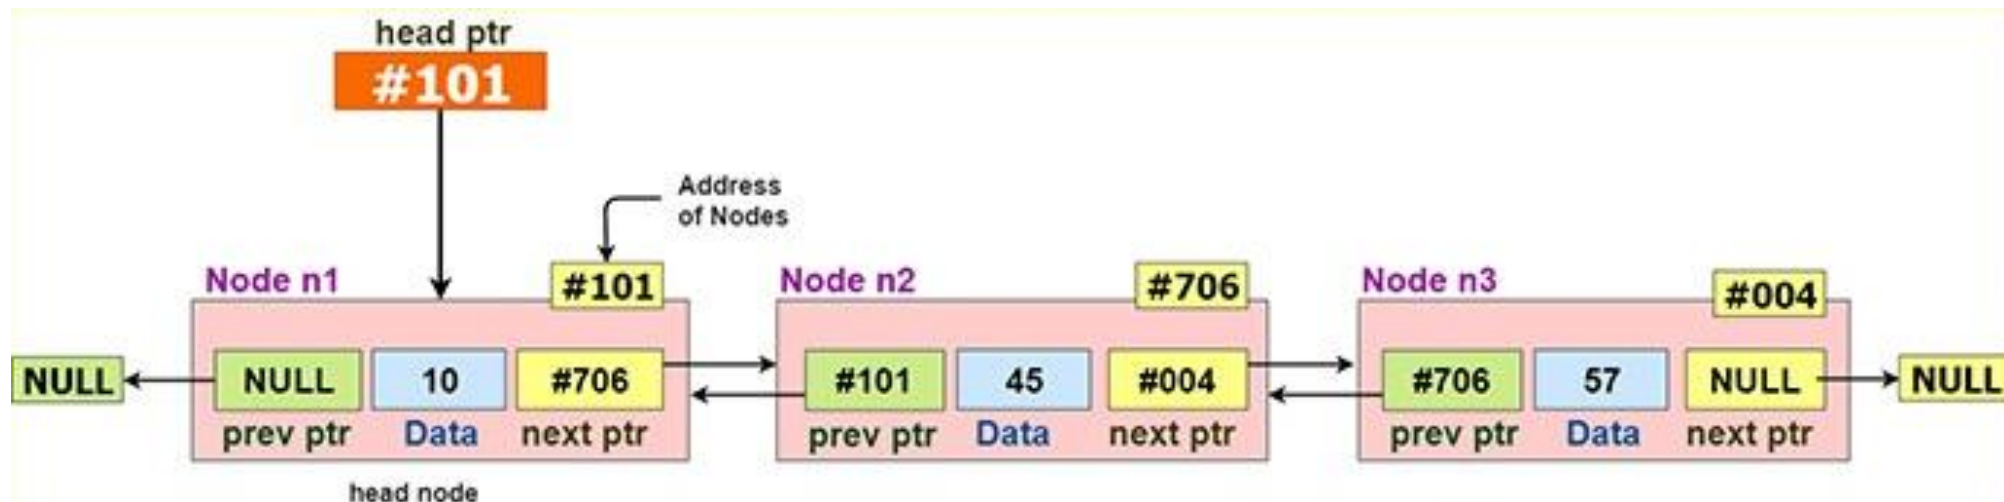 head ptr
#101
Address
of Nodes
Node n1
#101
Node n2
#706
Node n3
#004
NULL
NULL
10
#706
#101
45
#004
#706
57
NULL
NULL
prev ptr
Data
next ptr
prev ptr
Data
next ptr
prev ptr
Data
next ptr
head node